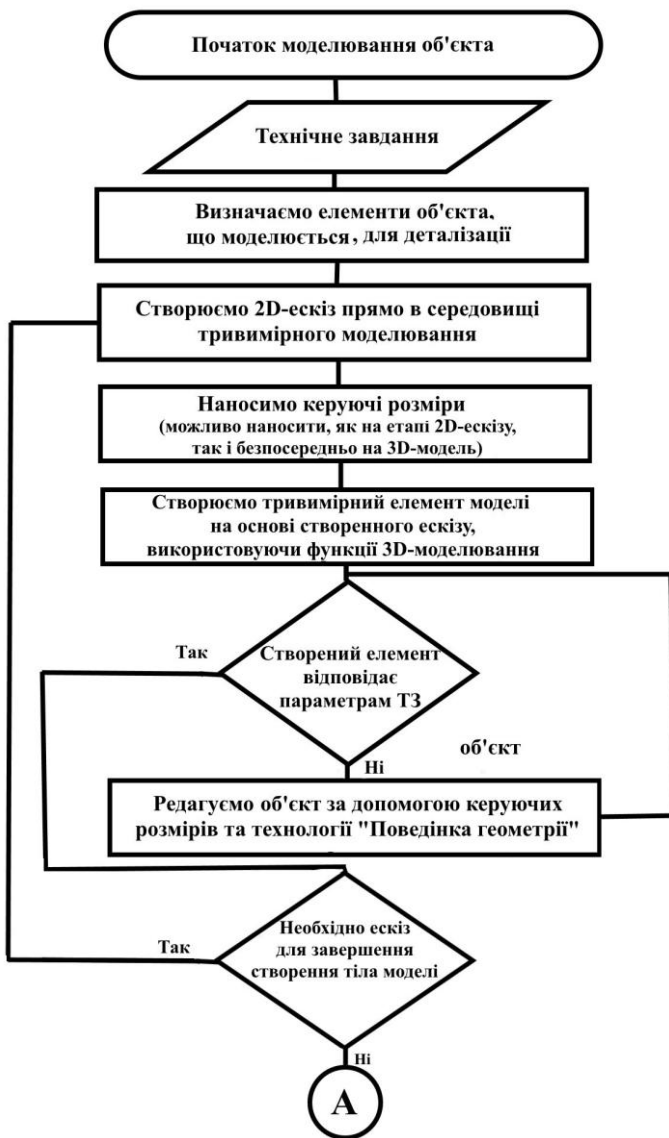 Початок моделювання об'єкта
Технічне завдання
Визначаємо елементи об'єкта,
що моделюється, для деталізації
Створюємо 2D-ескіз прямо в середовищі
тривимірного моделювання
Наносимо керуючі розміри
(можливо наносити, як на етапі 2D-ескізу,
так і безпосередньо на 3D-модель)
Створюємо тривимірний елемент моделі
на основі створенного ескізу,
використовуючи функції 3D-моделювання
Так
Створений елемент
відповідає
параметрам ТЗ
об'єкт
Ні
Редагуємо об'єкт за допомогою керуючих
розмірів та технології "Поведінка геометрії"
Так
Необхідно ескіз
для завершення
створення тіла моделі
Ні
А